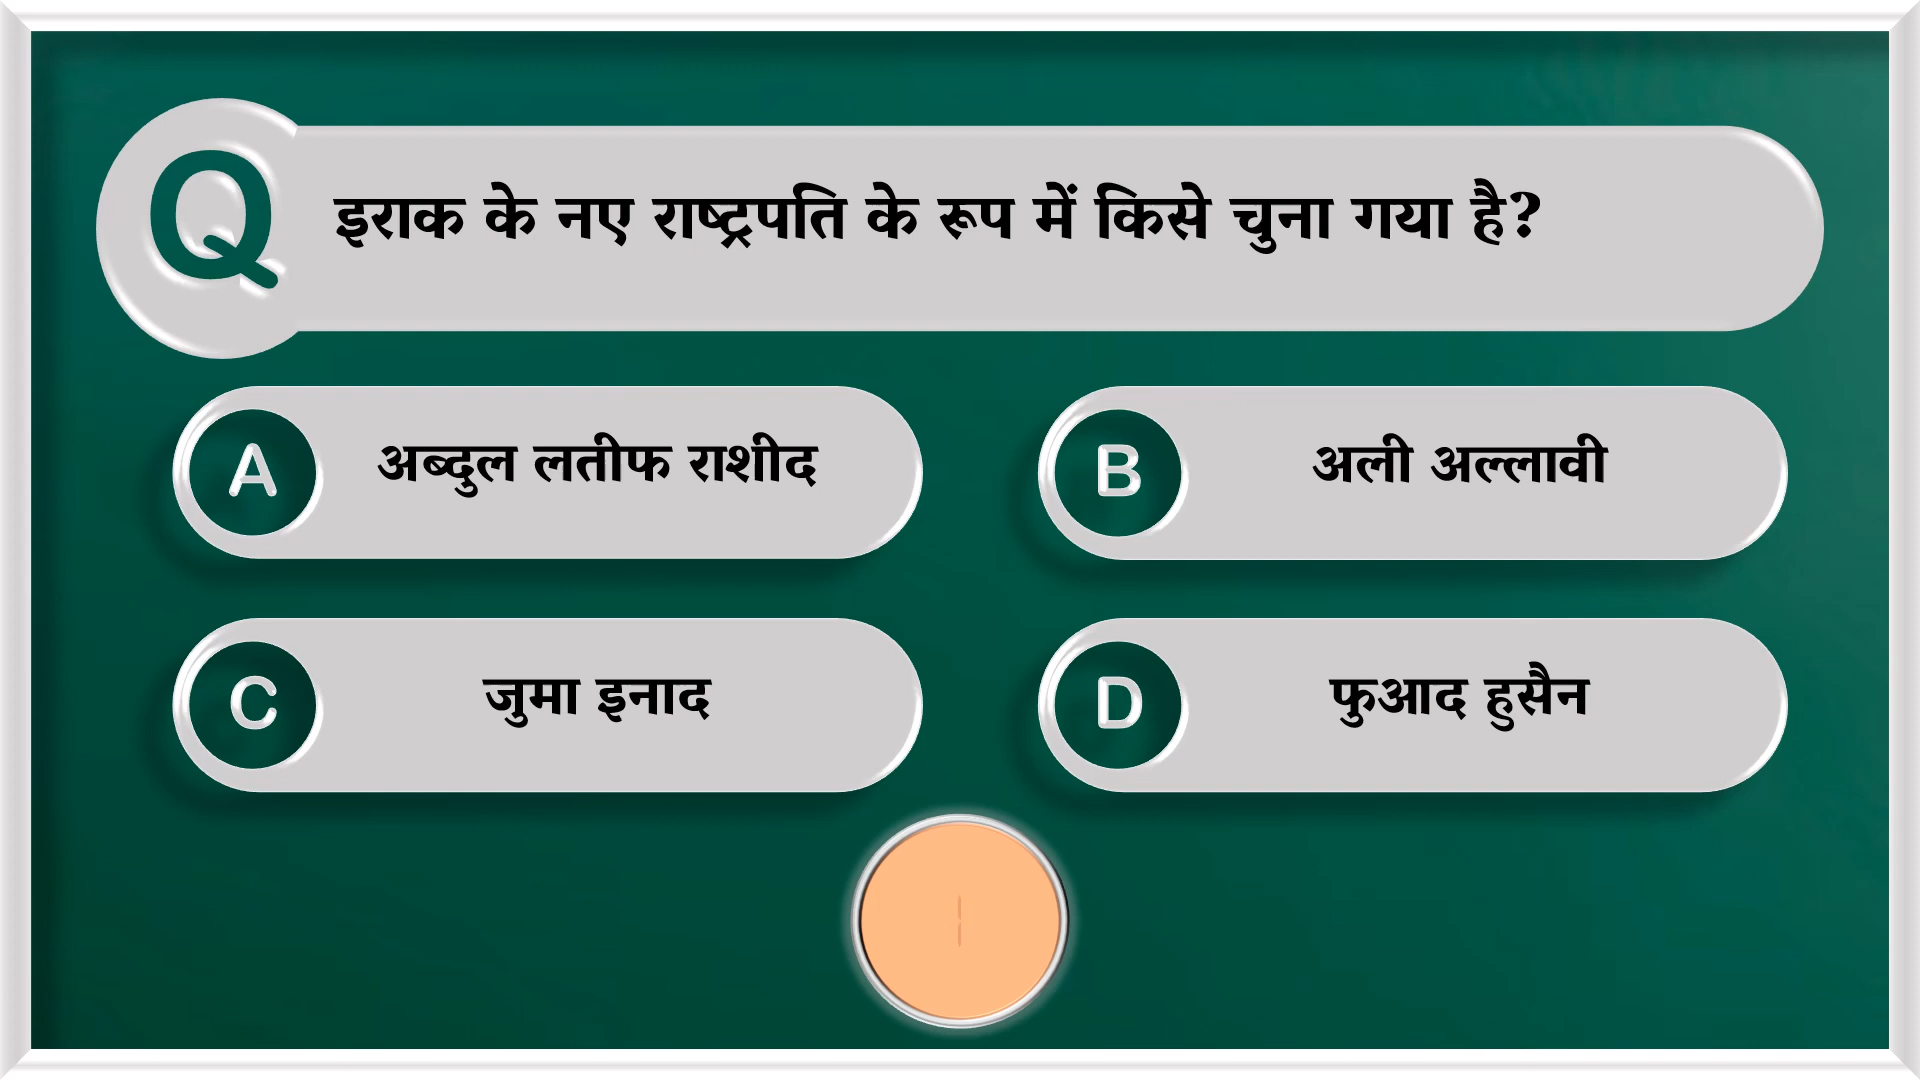 Q
इराक के नए राष्ट्रपति के रूप में किसे चुना गया है?
A
अब्दुल लतीफ राशीद
B
अली अल्लावी
C
जुमा इनाद
D
फुआद हुसैन